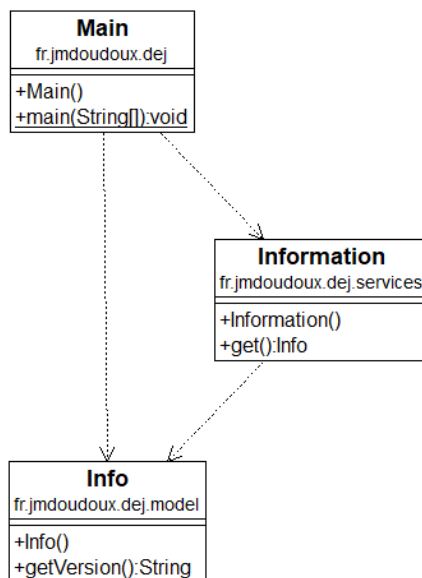 Main
fr.jmdoudoux.dej
+Main()
+main(String[]):void
Information
fr.jmdoudoux.dej.services
+Information()
+get():Info
Info
fr.jmdoudoux.dej.model
+Info()
+getVersion():String